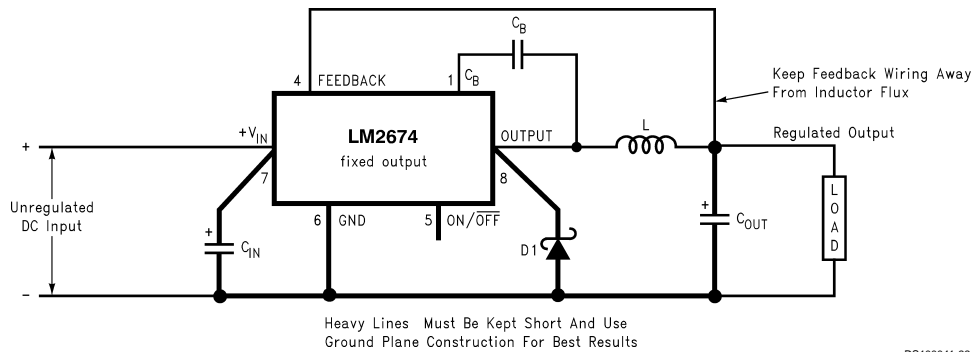 C_B
4 FEEDBACK 1 C_B
Keep Feedback Wiring Away
From Inductor Flux
+V_IN LM2674 OUTPUT L Regulated Output
fixed output
+
7 8
Unregulated
DC Input
6 GND 5 ON/OFF
+ C_IN
D1
+ C_OUT
LOAD
−
Heavy Lines Must Be Kept Short And Use
Ground Plane Construction For Best Results